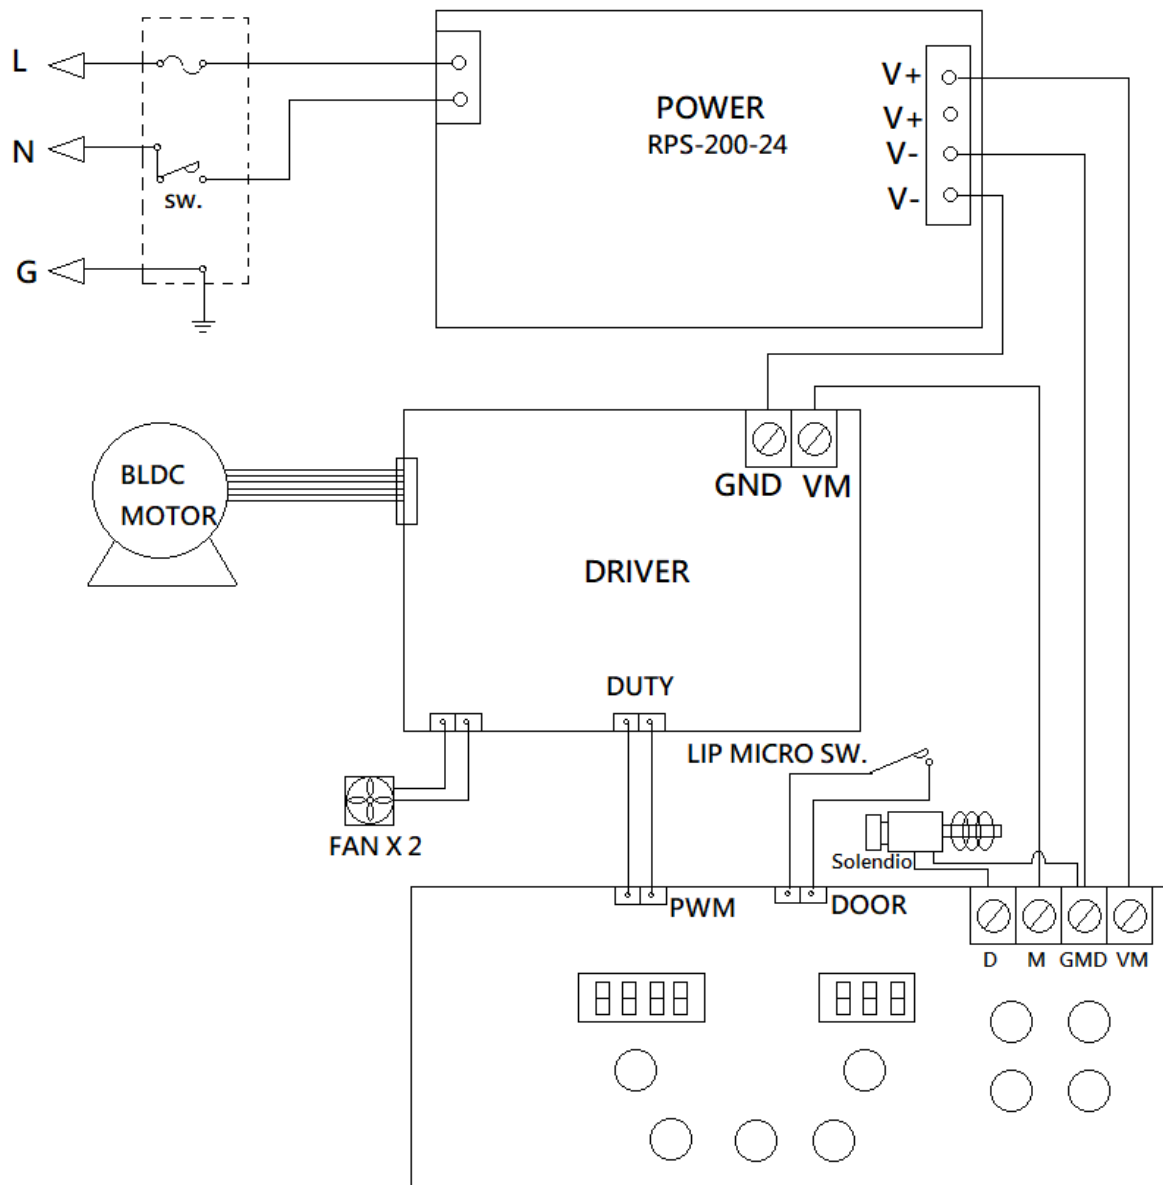 L
N
sw.
G
POWER
RPS-200-24
V+
V+
V-
V-
BLDC
MOTOR
GND VM
DRIVER
DUTY
FAN X 2
LIP MICRO SW.
Solendio
PWM
DOOR
D M GMD VM